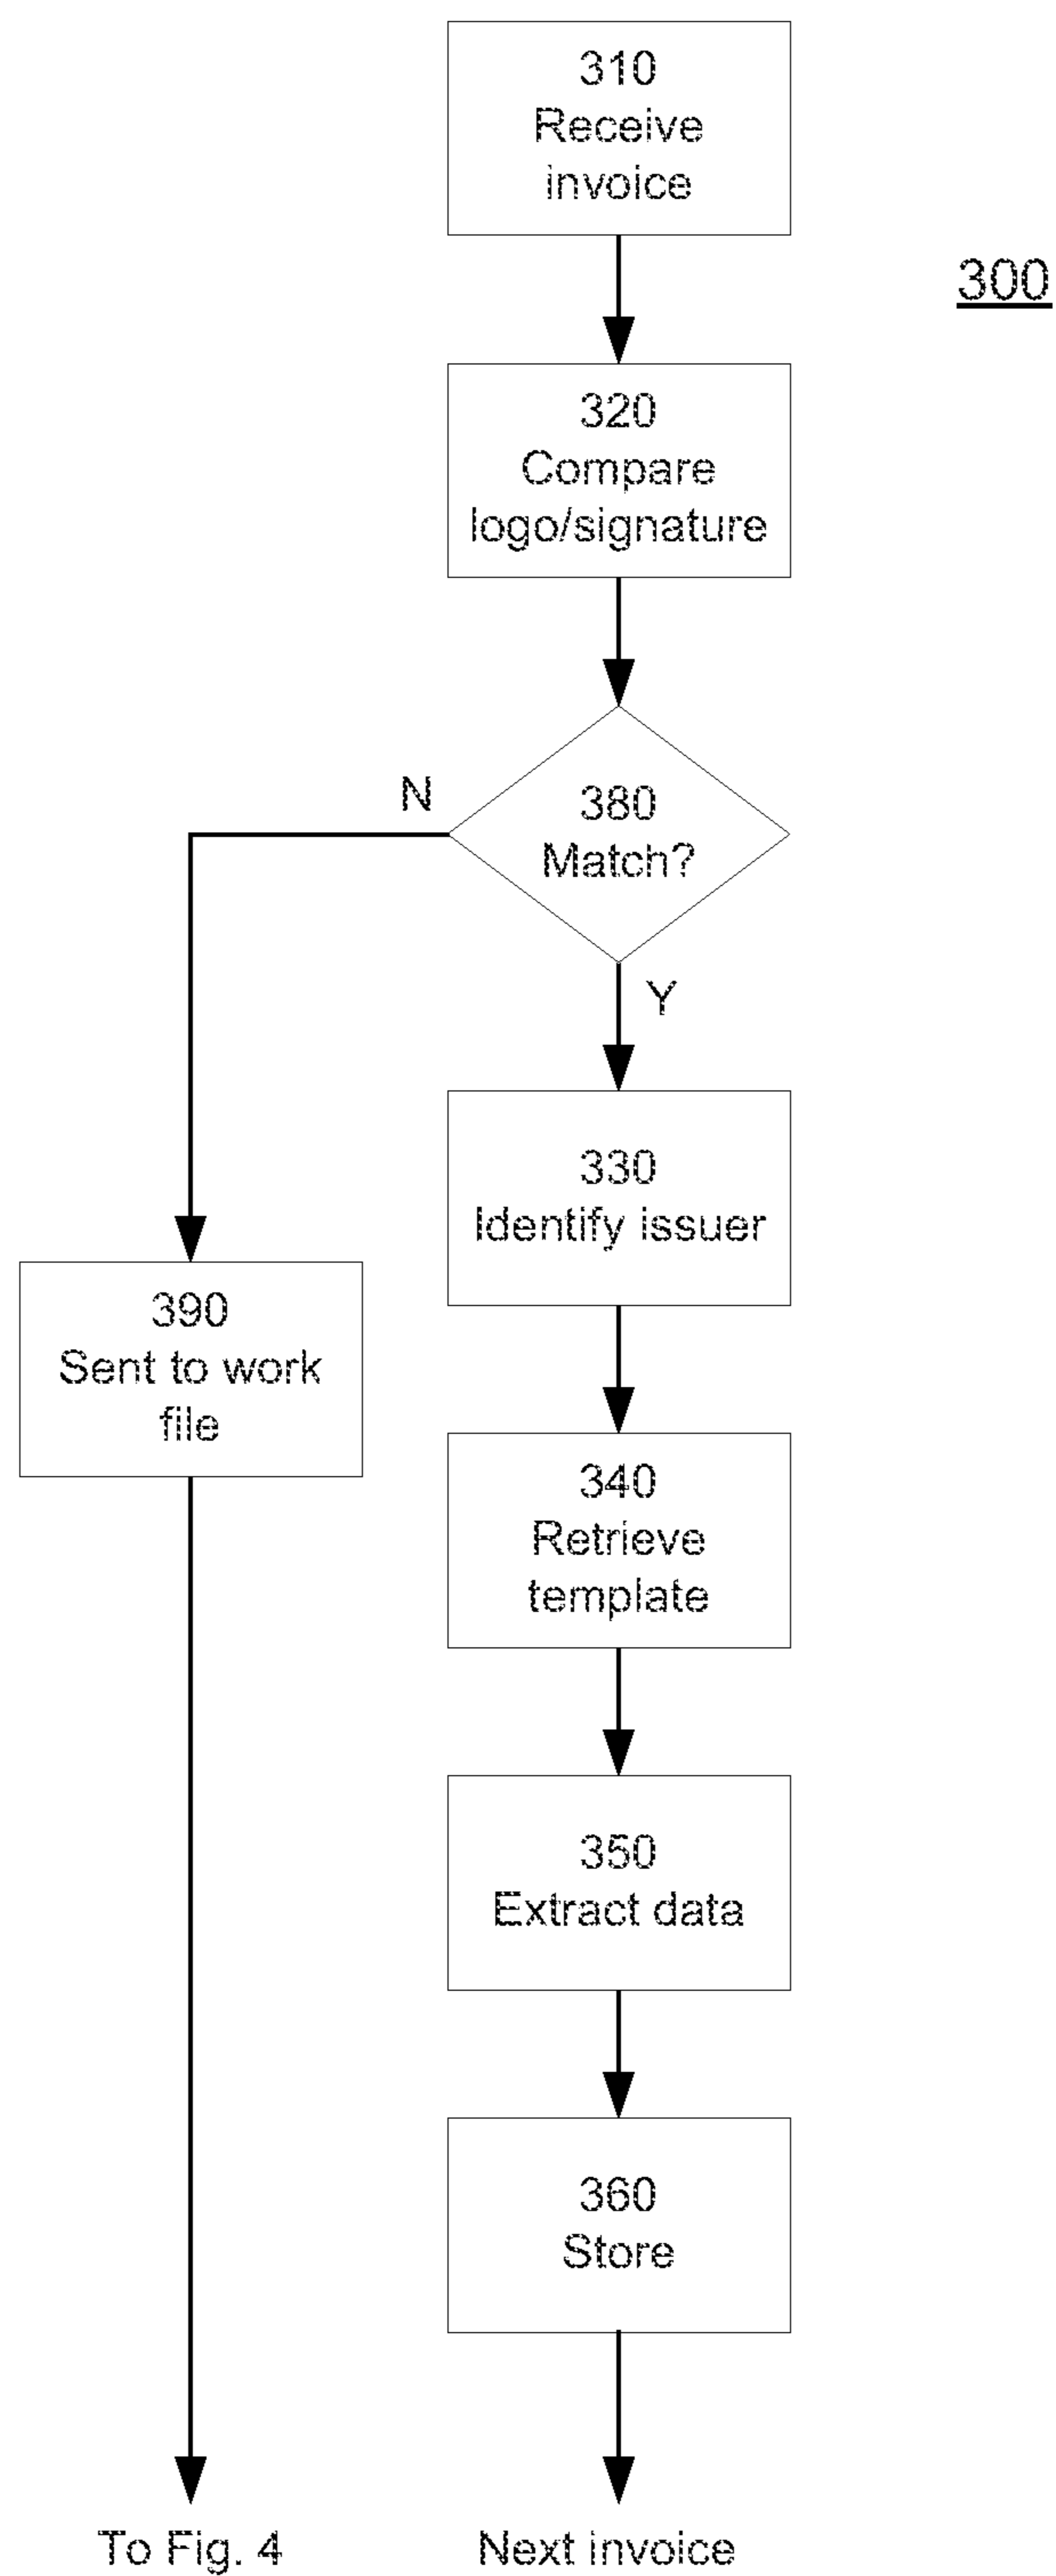 310
Receive
invoice
300
320
Compare
logo/signature
380
Match?
N
Y
330
Identify issuer
390
Sent to work
file
340
Retrieve
template
350
Extract data
360
Store
To Fig. 4
Next invoice